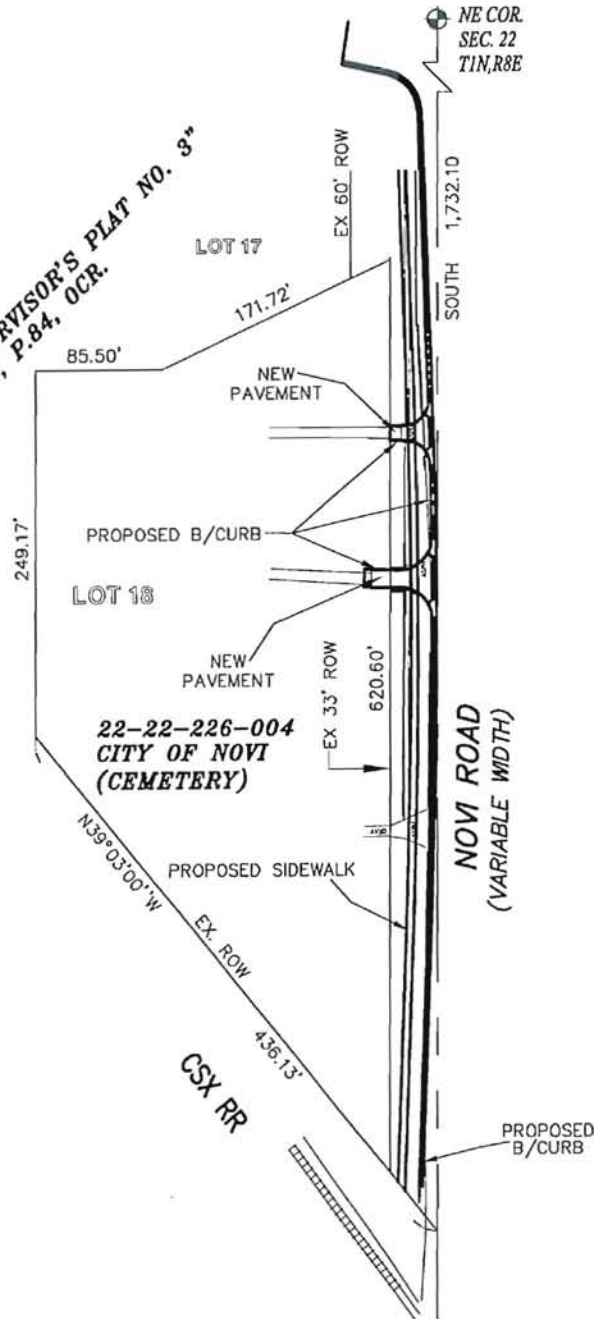 NE COR.
SEC. 22
T1N,R8E
RVISOR'S PLAT NO. 3"
, P.84, OCR.
EX 60' ROW
LOT 17
SOUTH 1,732.10
171.72'
85.50'
NEW
PAVEMENT
PROPOSED B/CURB
249.17'
LOT 18
NEW
PAVEMENT
EX 33' ROW
620.60'
22-22-226-004
CITY OF NOVI
(CEMETERY)
NOVI ROAD
(VARIABLE WIDTH)
N39°03'00"W
EX. ROW
436.13'
PROPOSED SIDEWALK
CSX RR
PROPOSED
B/CURB